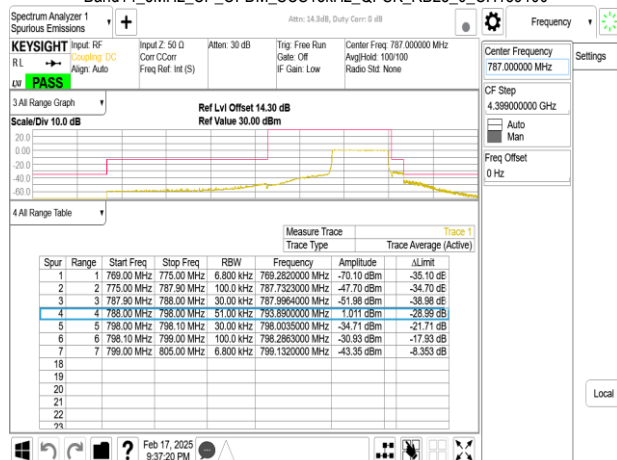 Spectrum Analyzer 1
Spurious Emissions
Attn: 14.3dB, Duty Carr: 0 dB
Frequency
KEYSIGHT
RL
PASS
Input: RF
Coupling: DC
Align: Auto
Input Z: 50 Ω
Corr CCorr
Freq Ref: Int (S)
Atten: 30 dB
Trig: Free Run
Gate: Off
IF Gain: Low
Center Freq: 787.000000 MHz
Avg|Hold: 100/100
Radio Std: None
Center Frequency
787.000000 MHz
Settings
CF Step
4.399000000 GHz
Auto
Man
Freq Offset
0 Hz
3 All Range Graph
Scale/Div 10.0 dB
Ref Lvl Offset 14.30 dB
Ref Value 30.00 dBm
20.0
0.00
-20.0
-40.0
-60.0
4 All Range Table
Measure Trace Trace 1
Trace Type Trace Average (Active)
Spur Range Start Freq Stop Freq RBW Frequency Amplitude ΔLimit
1 1 769.00 MHz 775.00 MHz 6.800 kHz 769.2820000 MHz -70.10 dBm -35.10 dB
2 2 775.00 MHz 787.90 MHz 100.0 kHz 787.7323000 MHz -47.70 dBm -34.70 dB
3 3 787.90 MHz 788.00 MHz 30.00 kHz 787.9964000 MHz -51.98 dBm -38.98 dB
4 4 788.00 MHz 798.00 MHz 51.00 kHz 793.8900000 MHz 1.011 dBm -28.99 dB
5 5 798.00 MHz 798.10 MHz 30.00 kHz 798.0035000 MHz -34.71 dBm -21.71 dB
6 6 798.10 MHz 799.00 MHz 100.0 kHz 798.2863000 MHz -30.93 dBm -17.93 dB
7 7 799.00 MHz 805.00 MHz 6.800 kHz 799.1320000 MHz -43.35 dBm -8.353 dB
18
19
20
21
22
23
Local
Feb 17, 2025
9:37:20 PM